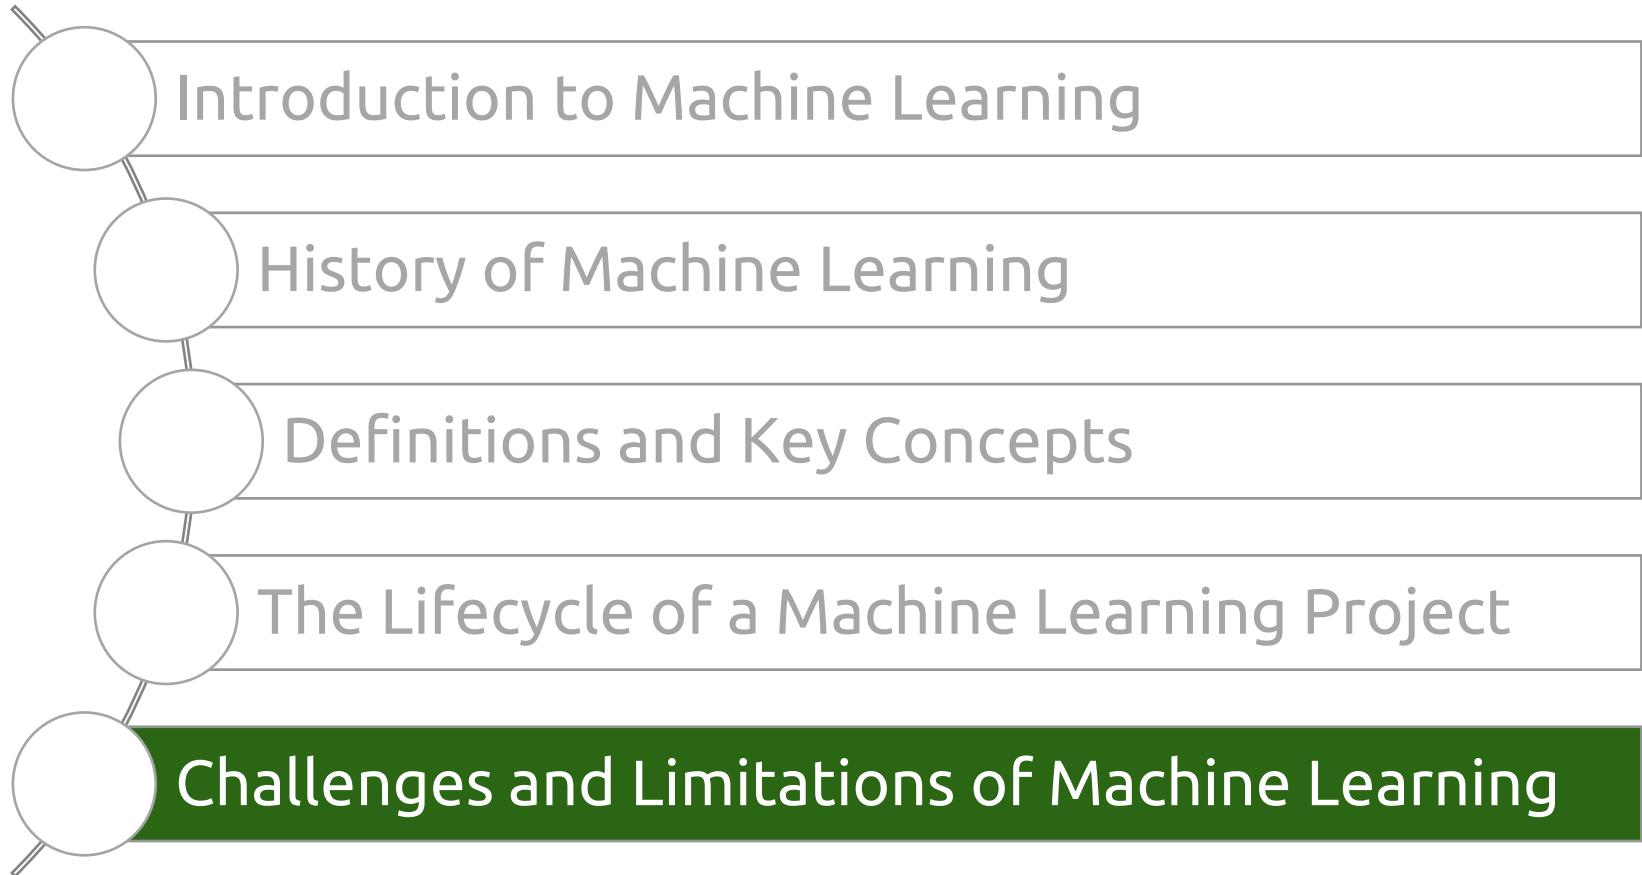 Introduction to Machine Learning
History of Machine Learning
Definitions and Key Concepts
The Lifecycle of a Machine Learning Project
Challenges and Limitations of Machine Learning